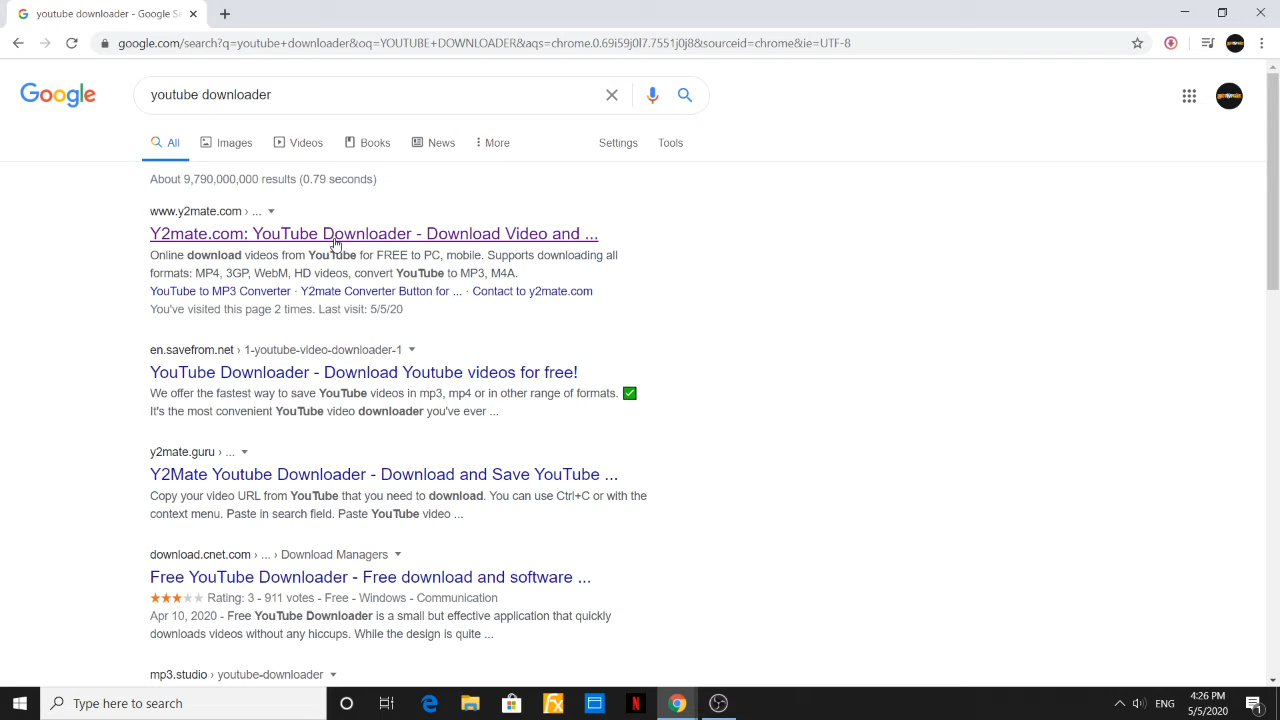 youtube downloader - Google Se
google.com/search?q=youtube+downloader&oq=YOUTUBE+DOWNLOADER&aqs=chrome.0.69i59j0l7.7551j0j8&sourceid=chrome&ie=UTF-8
Google
youtube downloader
All Images Videos Books News More Settings Tools
About 9,790,000,000 results (0.79 seconds)
www.y2mate.com › ...
Y2mate.com: YouTube Downloader - Download Video and ...
Online download videos from YouTube for FREE to PC, mobile. Supports downloading all
formats: MP4, 3GP, WebM, HD videos, convert YouTube to MP3, M4A.
YouTube to MP3 Converter · Y2mate Converter Button for ... · Contact to y2mate.com
You've visited this page 2 times. Last visit: 5/5/20
en.savefrom.net › 1-youtube-video-downloader-1
YouTube Downloader - Download Youtube videos for free!
We offer the fastest way to save YouTube videos in mp3, mp4 or in other range of formats. ✅
It's the most convenient YouTube video downloader you've ever ...
y2mate.guru › ...
Y2Mate Youtube Downloader - Download and Save YouTube ...
Copy your video URL from YouTube that you need to download. You can use Ctrl+C or with the
context menu. Paste in search field. Paste YouTube video ...
download.cnet.com › ... › Download Managers
Free YouTube Downloader - Free download and software ...
Rating: 3 - 911 votes - Free - Windows - Communication
Apr 10, 2020 - Free YouTube Downloader is a small but effective application that quickly
downloads videos without any hiccups. While the design is quite ...
mp3.studio › youtube-downloader
Type here to search
ENG
4:26 PM
5/5/2020
1